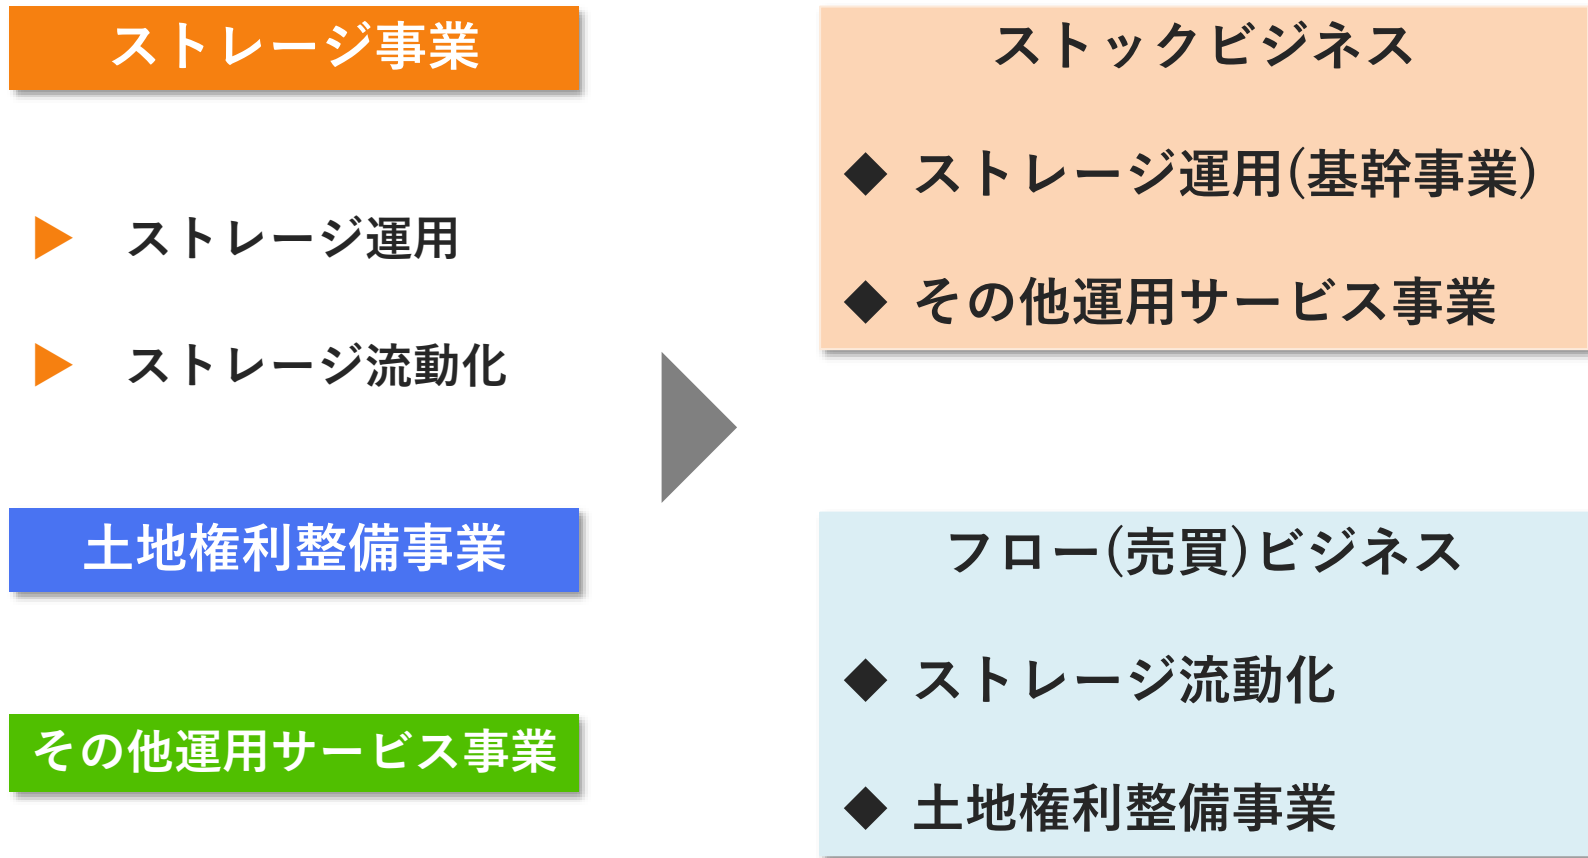 ストレージ事業
▶ ストレージ運用
▶ ストレージ流動化
土地権利整備事業
その他運用サービス事業
ストックビジネス
◆ ストレージ運用(基幹事業)
◆ その他運用サービス事業
フロー(売買)ビジネス
◆ ストレージ流動化
◆ 土地権利整備事業